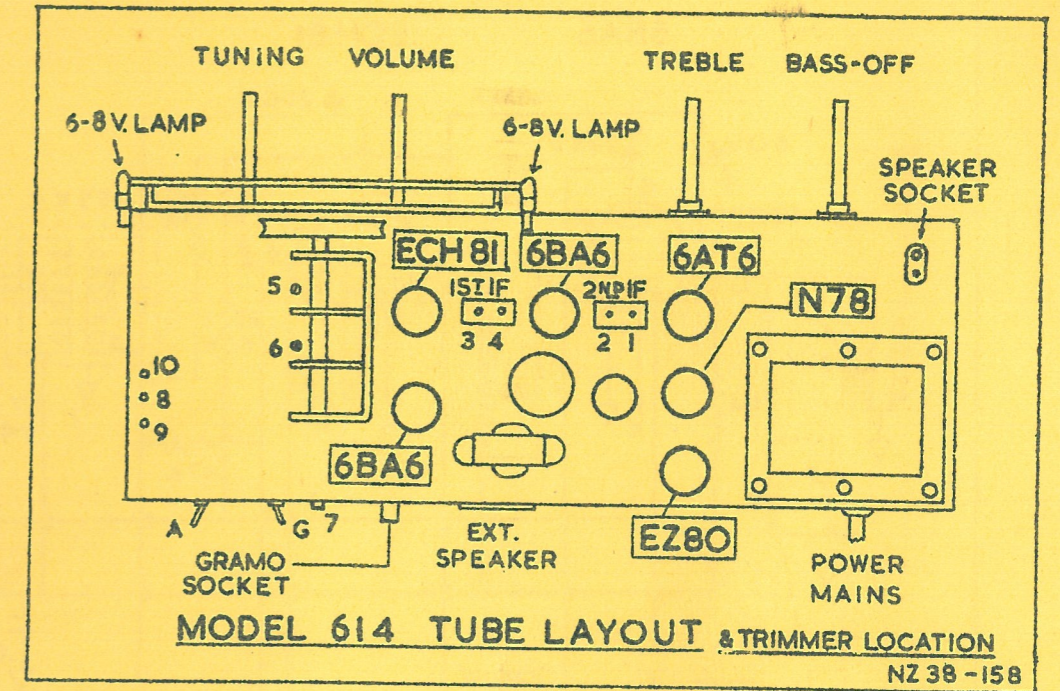 TUNING VOLUME TREBLE BASS-OFF
6-8V. LAMP
6-8V. LAMP
SPEAKER
SOCKET
ECH 81 6BA6 6AT6
1ST IF 2ND IF
N78
5
3 4 2 1
6
10
8
9
6BA6
EZ80
A G 7
GRAMO
SOCKET
EXT.
SPEAKER
POWER
MAINS
MODEL 614 TUBE LAYOUT & TRIMMER LOCATION
NZ 38 - 158